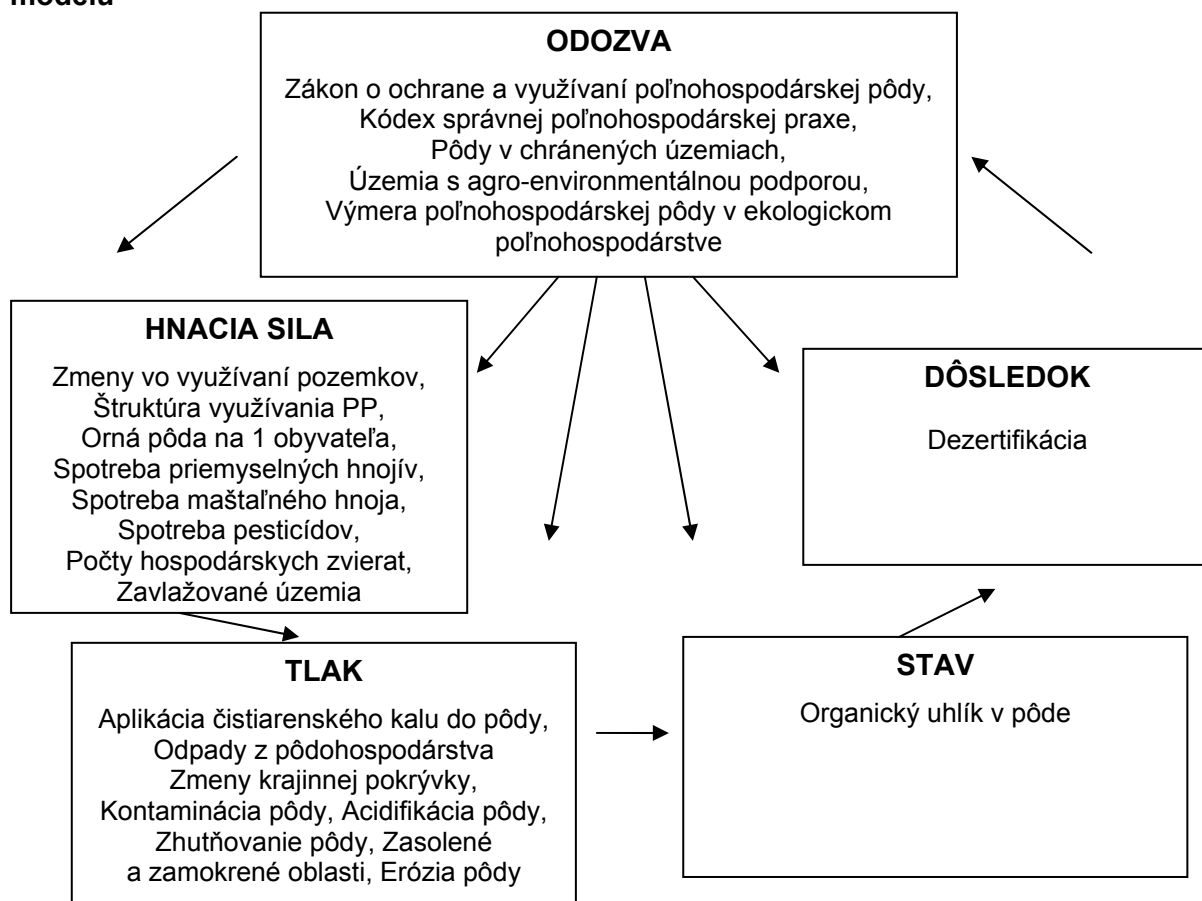 ODOZVA
Zákon o ochrane a využívaní poľnohospodárskej pôdy,
Kódex správnej poľnohospodárskej praxe,
Pôdy v chránených územiach,
Územia s agro-environmentálnou podporou,
Výmera poľnohospodárskej pôdy v ekologickom
poľnohospodárstve
HNACIA SILA
Zmeny vo využívaní pozemkov,
Štruktúra využívania PP,
Orná pôda na 1 obyvateľa,
Spotreba priemyselných hnojív,
Spotreba maštaľného hnoja,
Spotreba pesticídov,
Počty hospodárskych zvierat,
Zavlažované územia
DÔSLEDOK
Dezertifikácia
TLAK
Aplikácia čistiarenského kalu do pôdy,
Odpady z pôdohospodárstva
Zmeny krajinnej pokrývky,
Kontaminácia pôdy, Acidifikácia pôdy,
Zhutňovanie pôdy, Zasolené
a zamokrené oblasti, Erózia pôdy
STAV
Organický uhlík v pôde